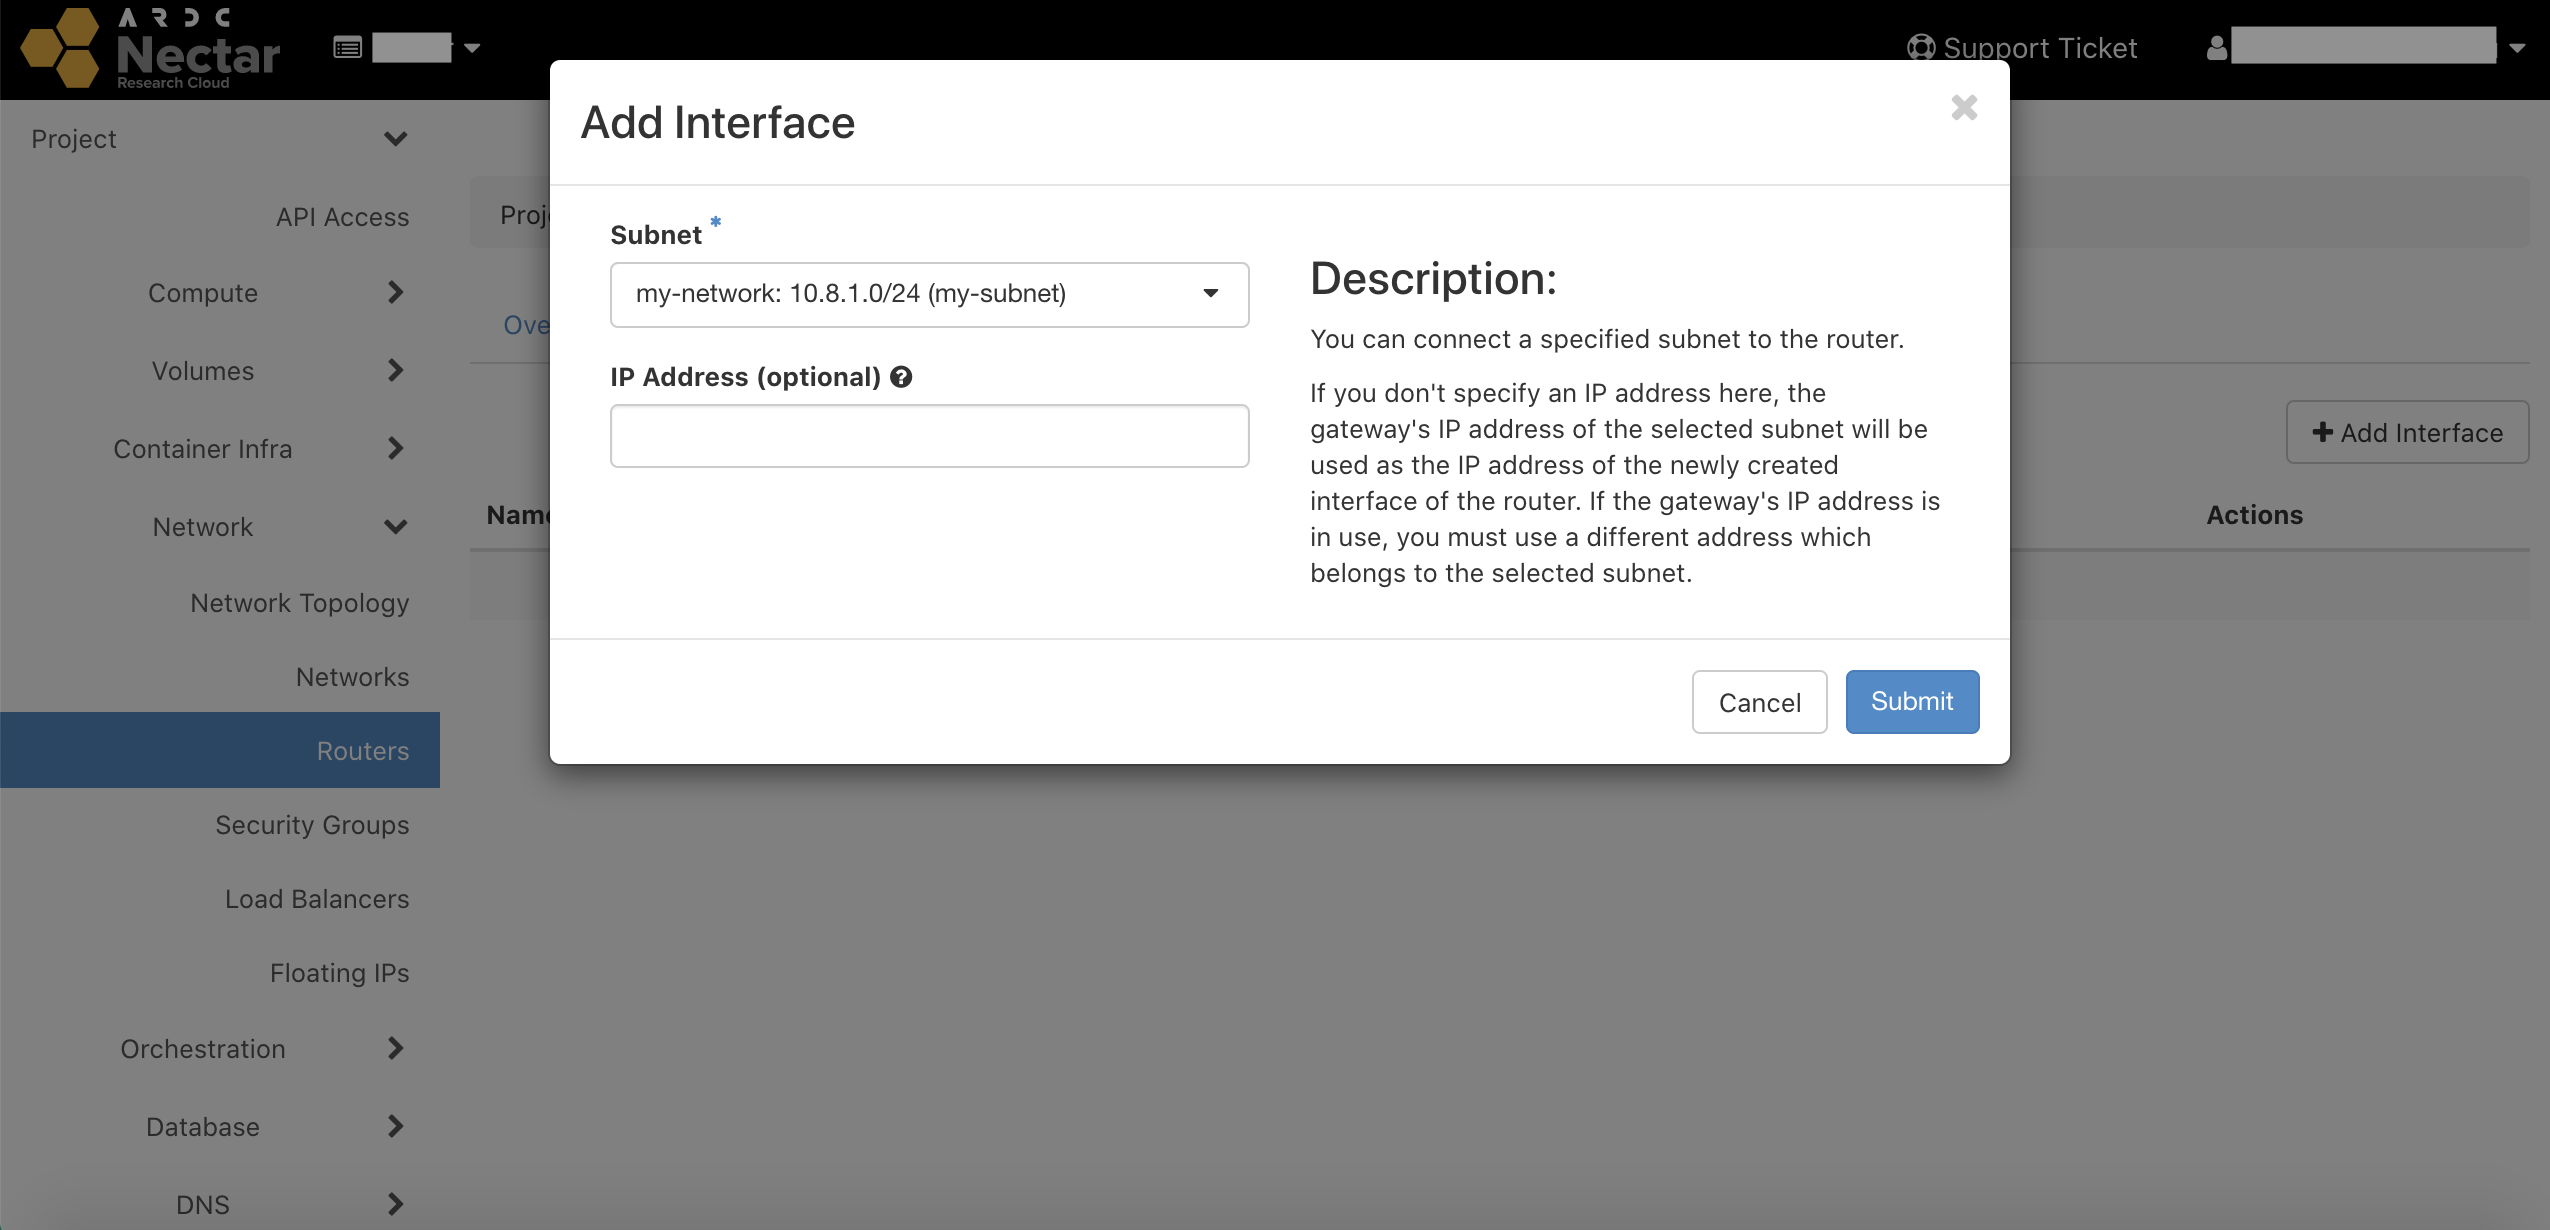 ARDC
Nectar
Research Cloud
Support Ticket
Project
API Access
Compute
Volumes
Container Infra
Network
Network Topology
Networks
Routers
Security Groups
Load Balancers
Floating IPs
Orchestration
Database
DNS
Add Interface
Subnet *
my-network: 10.8.1.0/24 (my-subnet)
IP Address (optional)
Description:
You can connect a specified subnet to the router.
If you don't specify an IP address here, the
gateway's IP address of the selected subnet will be
used as the IP address of the newly created
interface of the router. If the gateway's IP address is
in use, you must use a different address which
belongs to the selected subnet.
Cancel
Submit
Add Interface
Actions